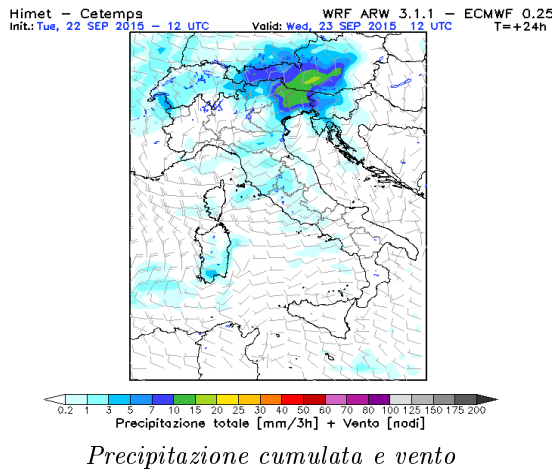 Himet – Cetemps WRF ARW 3.1.1 – ECMWF 0.25
Init.: Tue, 22 SEP 2015 – 12 UTC Valid: Wed, 23 SEP 2015 12 UTC T=+24h
0.2 1 3 5 7 10 15 20 25 30 40 50 60 70 80 100 125 150 175 200
Precipitazione totale [mm/3h] + Vento [nodi]
Precipitazione cumulata e vento